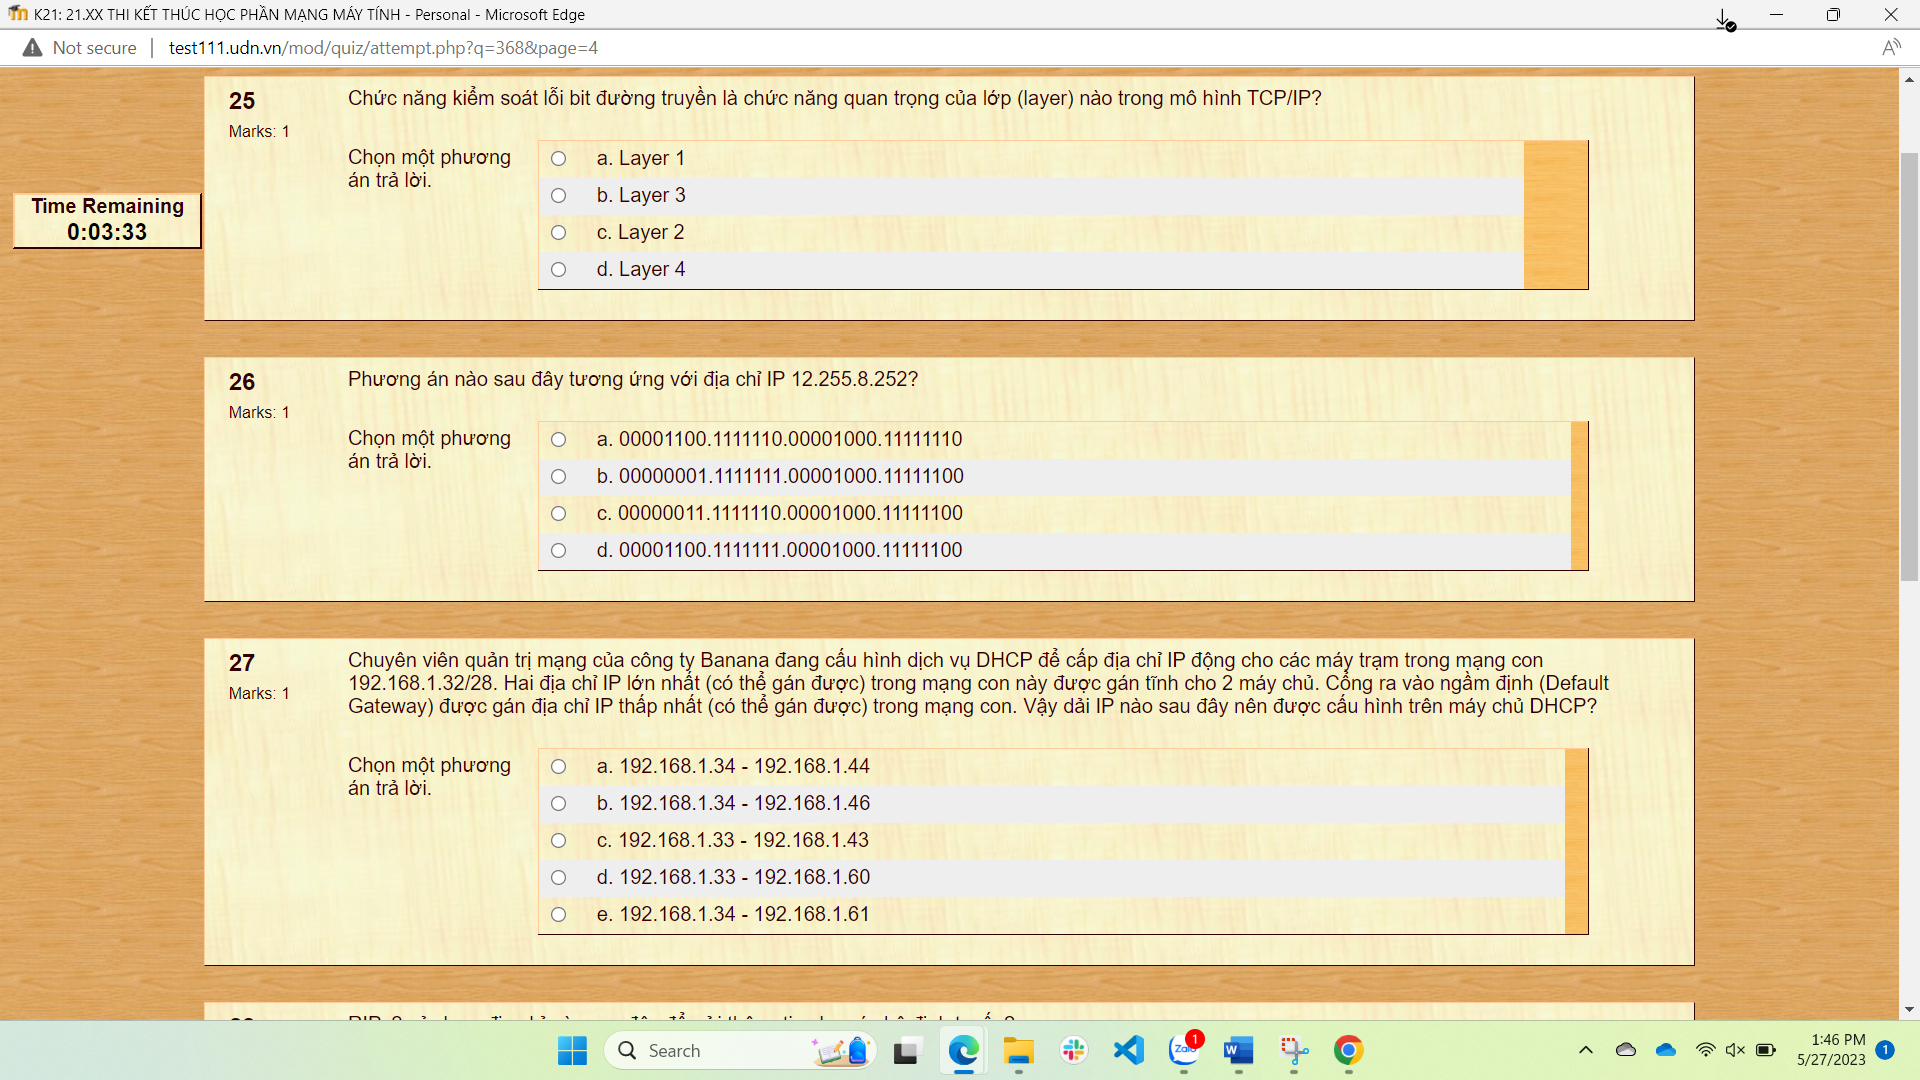 K21: 21.XX THI KẾT THÚC HỌC PHẦN MẠNG MÁY TÍNH - Personal - Microsoft Edge
Not secure
test111.udn.vn/mod/quiz/attempt.php?q=368&page=4
Time Remaining
0:03:33
25
Marks: 1
Chức năng kiểm soát lỗi bit đường truyền là chức năng quan trọng của lớp (layer) nào trong mô hình TCP/IP?
Chọn một phương
án trả lời.
a. Layer 1
b. Layer 3
c. Layer 2
d. Layer 4
26
Marks: 1
Phương án nào sau đây tương ứng với địa chỉ IP 12.255.8.252?
Chọn một phương
án trả lời.
a. 00001100.1111110.00001000.11111110
b. 00000001.1111111.00001000.11111100
c. 00000011.1111110.00001000.11111100
d. 00001100.1111111.00001000.11111100
27
Marks: 1
Chuyên viên quản trị mạng của công ty Banana đang cấu hình dịch vụ DHCP để cấp địa chỉ IP động cho các máy trạm trong mạng con
192.168.1.32/28. Hai địa chỉ IP lớn nhất (có thể gán được) trong mạng con này được gán tĩnh cho 2 máy chủ. Cổng ra vào ngầm định (Default
Gateway) được gán địa chỉ IP thấp nhất (có thể gán được) trong mạng con. Vậy dải IP nào sau đây nên được cấu hình trên máy chủ DHCP?
Chọn một phương
án trả lời.
a. 192.168.1.34 - 192.168.1.44
b. 192.168.1.34 - 192.168.1.46
c. 192.168.1.33 - 192.168.1.43
d. 192.168.1.33 - 192.168.1.60
e. 192.168.1.34 - 192.168.1.61
Search
Zalo
1
1:46 PM
5/27/2023
1